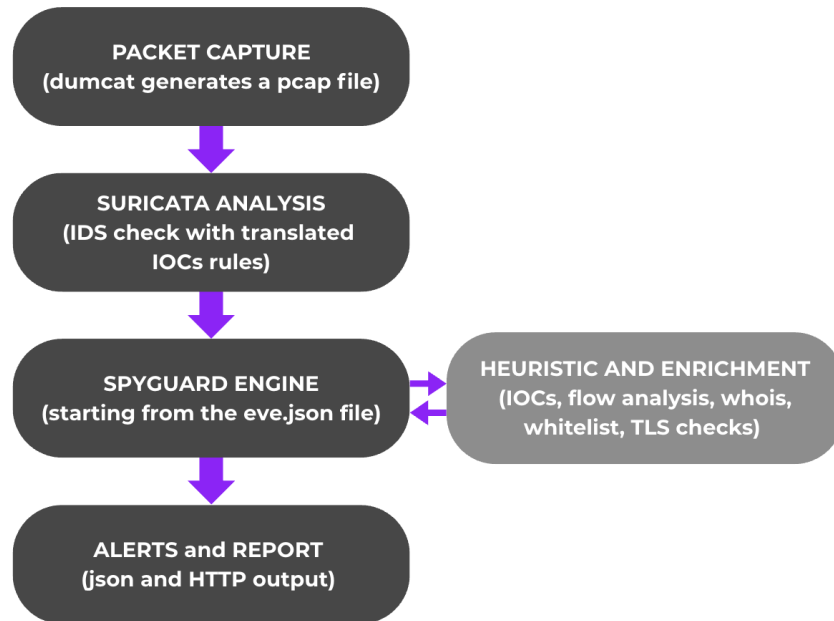 PACKET CAPTURE
(dumcat generates a pcap file)
SURICATA ANALYSIS
(IDS check with translated
IOCs rules)
SPYGUARD ENGINE
(starting from the eve.json file)
HEURISTIC AND ENRICHMENT
(IOCs, flow analysis, whois,
whitelist, TLS checks)
ALERTS and REPORT
(json and HTTP output)